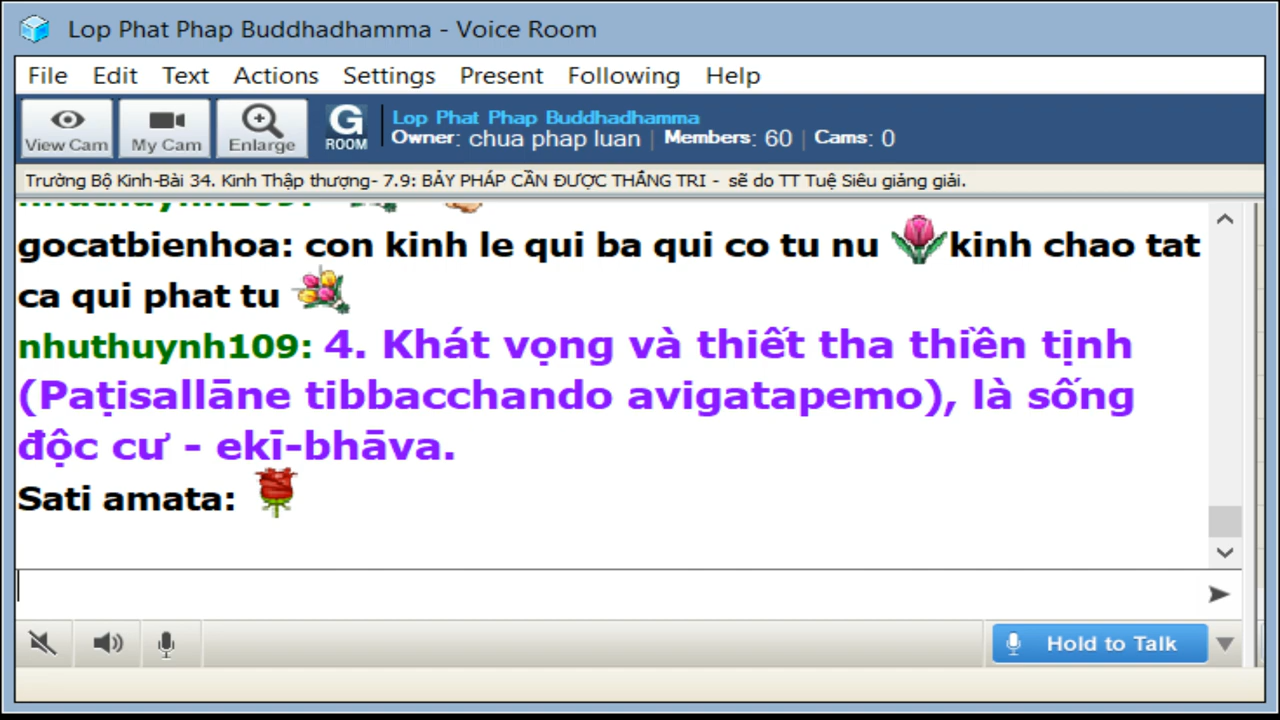 Lop Phat Phap Buddhadhamma - Voice Room
File Edit Text Actions Settings Present Following Help
View Cam My Cam Enlarge G ROOM
Lop Phat Phap Buddhadhamma
Owner: chua phap luan | Members: 60 | Cams: 0
Trường Bộ Kinh-Bài 34. Kinh Thập thượng- 7.9: BẢY PHÁP CẦN ĐƯỢC THẮNG TRI - sẽ do TT Tuệ Siêu giảng giải.
gocatbienhoa: con kinh le qui ba qui co tu nu kinh chao tat
ca qui phat tu
nhuthuynh109: 4. Khát vọng và thiết tha thiền tịnh
(Paṭisallāne tibbacchando avigatapemo), là sống
độc cư - ekī-bhāva.
Sati amata:
Hold to Talk